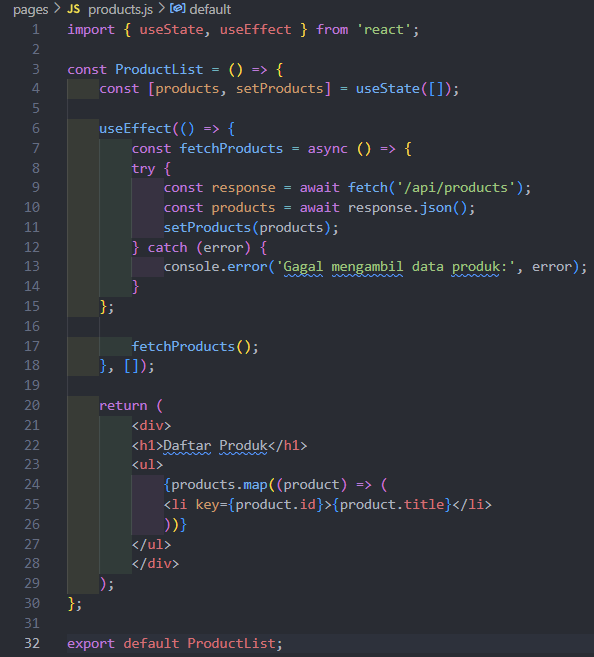 pages > JS products.js > default
1 import { useState, useEffect } from 'react';
2
3 const ProductList = () => {
4 const [products, setProducts] = useState([]);
5
6 useEffect(() => {
7 const fetchProducts = async () => {
8 try {
9 const response = await fetch('/api/products');
10 const products = await response.json();
11 setProducts(products);
12 } catch (error) {
13 console.error('Gagal mengambil data produk:', error);
14 }
15 };
16
17 fetchProducts();
18 }, []);
19
20 return (
21 <div>
22 <h1>Daftar Produk</h1>
23 <ul>
24 {products.map((product) => (
25 <li key={product.id}>{product.title}</li>
26 ))}
27 </ul>
28 </div>
29 );
30 };
31
32 export default ProductList;